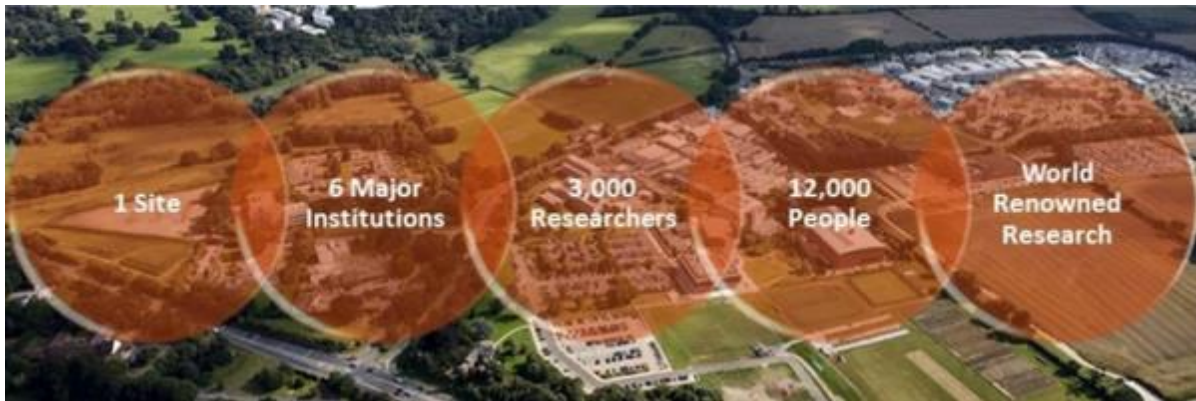 1 Site
6 Major
Institutions
3,000
Researchers
12,000
People
World
Renowned
Research